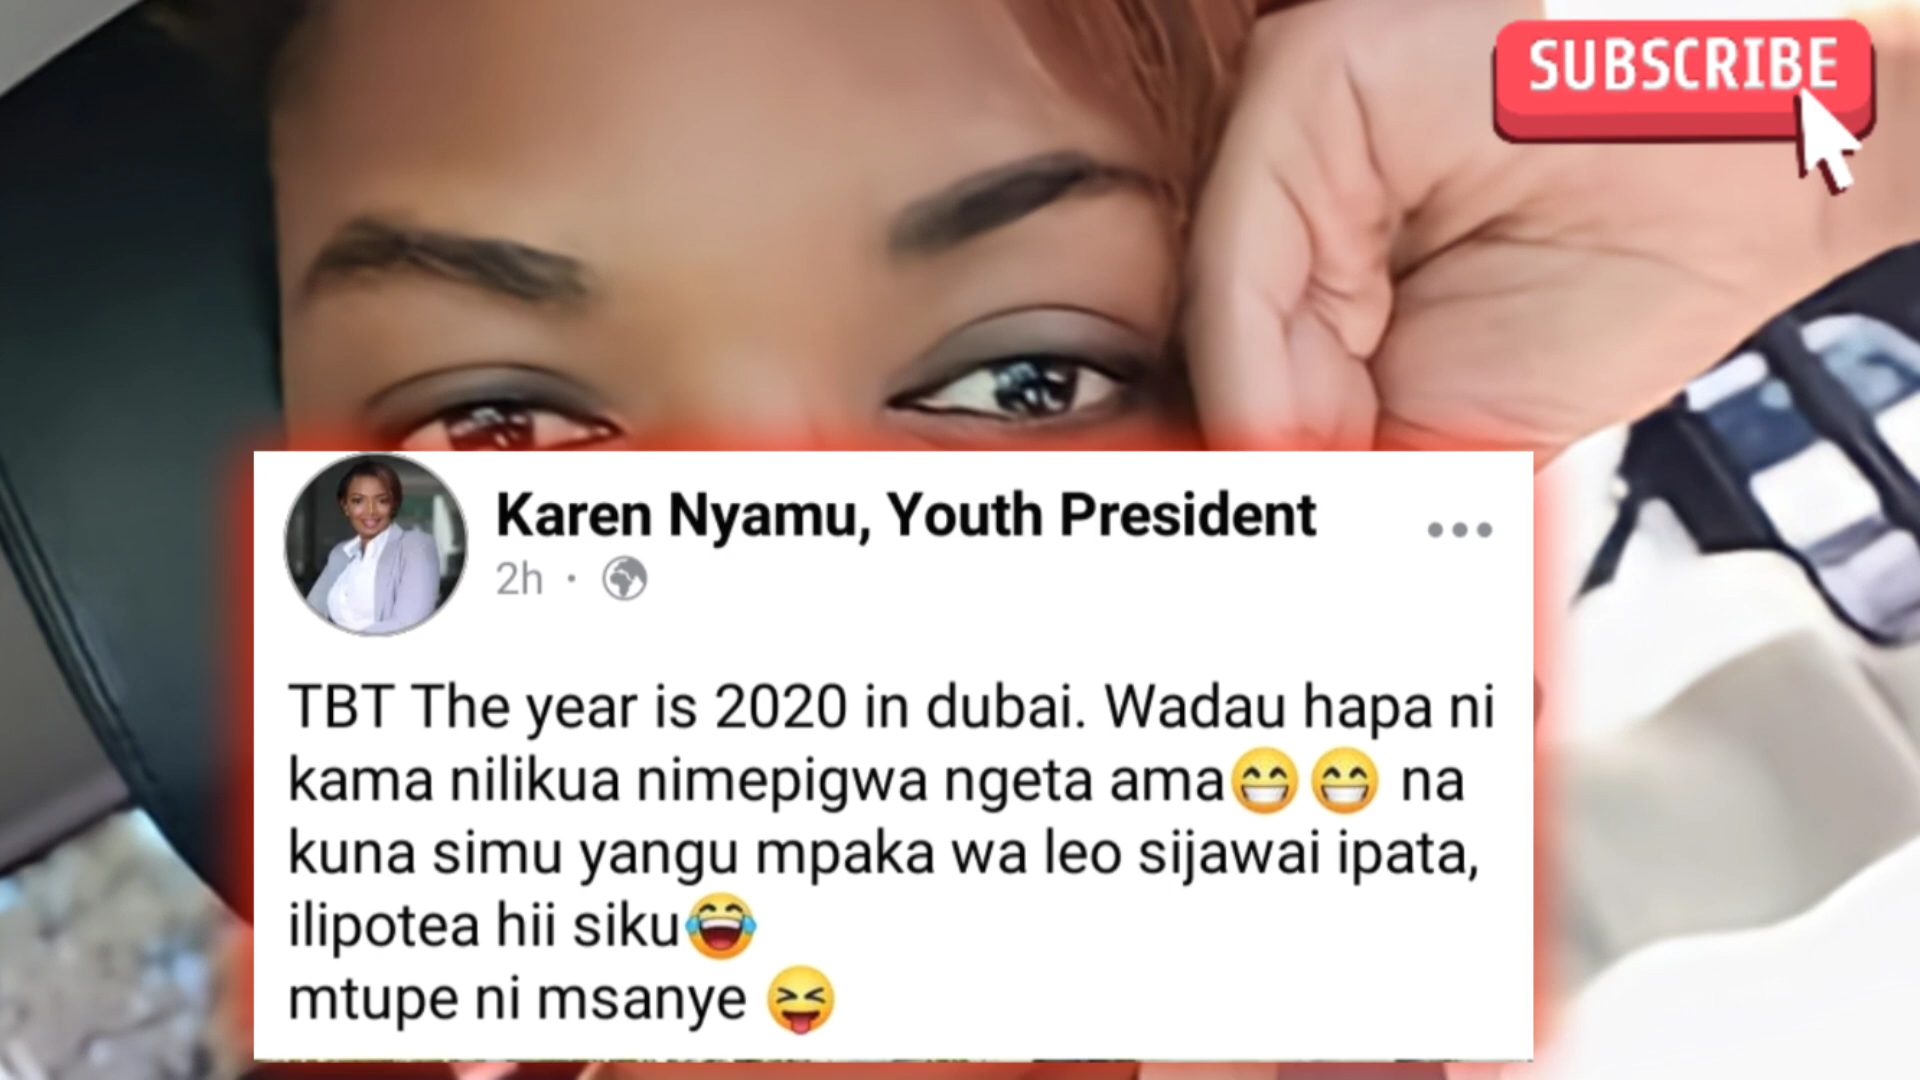 SUBSCRIBE
Karen Nyamu, Youth President
2h ·
TBT The year is 2020 in dubai. Wadau hapa ni
kama nilikua nimepigwa ngeta ama😁😁 na
kuna simu yangu mpaka wa leo sijawai ipata,
ilipotea hii siku😂
mtupe ni msanye 😝